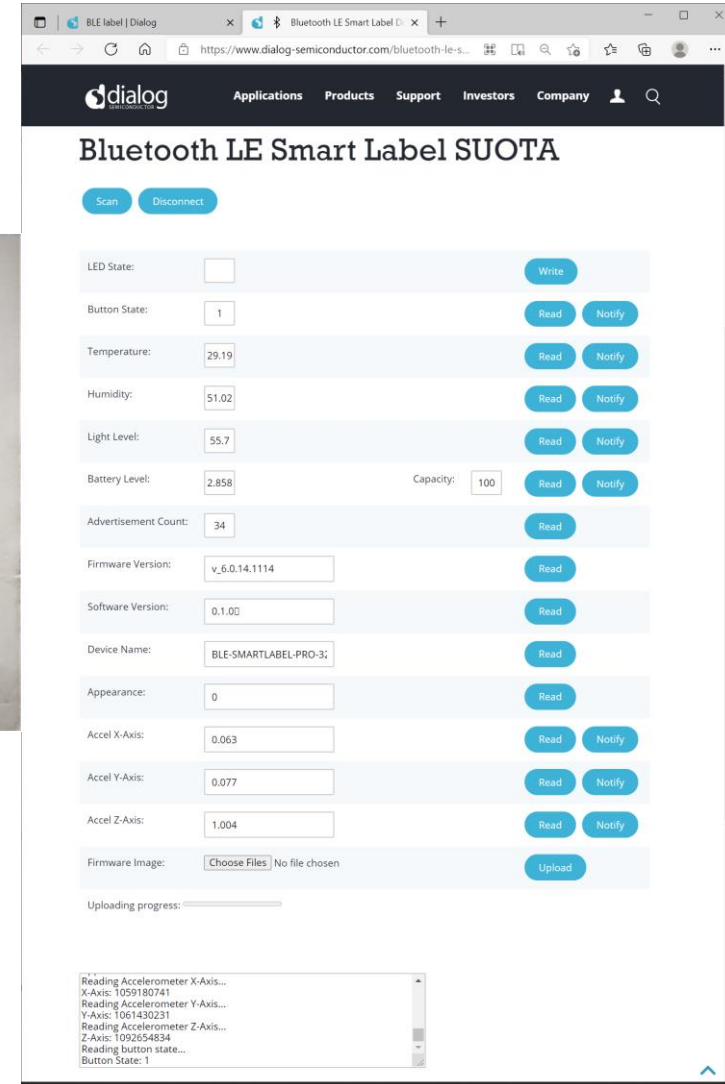 BLE label | Dialog
Bluetooth LE Smart Label D
https://www.dialog-semiconductor.com/bluetooth-le-s...
dialog
SEMICONDUCTOR
Applications Products Support Investors Company
Bluetooth LE Smart Label SUOTA
Scan Disconnect
LED State: Write
Button State: 1 Read Notify
Temperature: 29.19 Read Notify
Humidity: 51.02 Read Notify
Light Level: 55.7 Read Notify
Battery Level: 2.858 Capacity: 100 Read Notify
Advertisement Count: 34 Read
Firmware Version: v_6.0.14.1114 Read
Software Version: 0.1.0▯ Read
Device Name: BLE-SMARTLABEL-PRO-32 Read
Appearance: 0 Read
Accel X-Axis: 0.063 Read Notify
Accel Y-Axis: 0.077 Read Notify
Accel Z-Axis: 1.004 Read Notify
Firmware Image: Choose Files No file chosen Upload
Uploading progress:
Reading Accelerometer X-Axis...
X-Axis: 1059180741
Reading Accelerometer Y-Axis...
Y-Axis: 1061430231
Reading Accelerometer Z-Axis...
Z-Axis: 1092654834
Reading button state...
Button State: 1